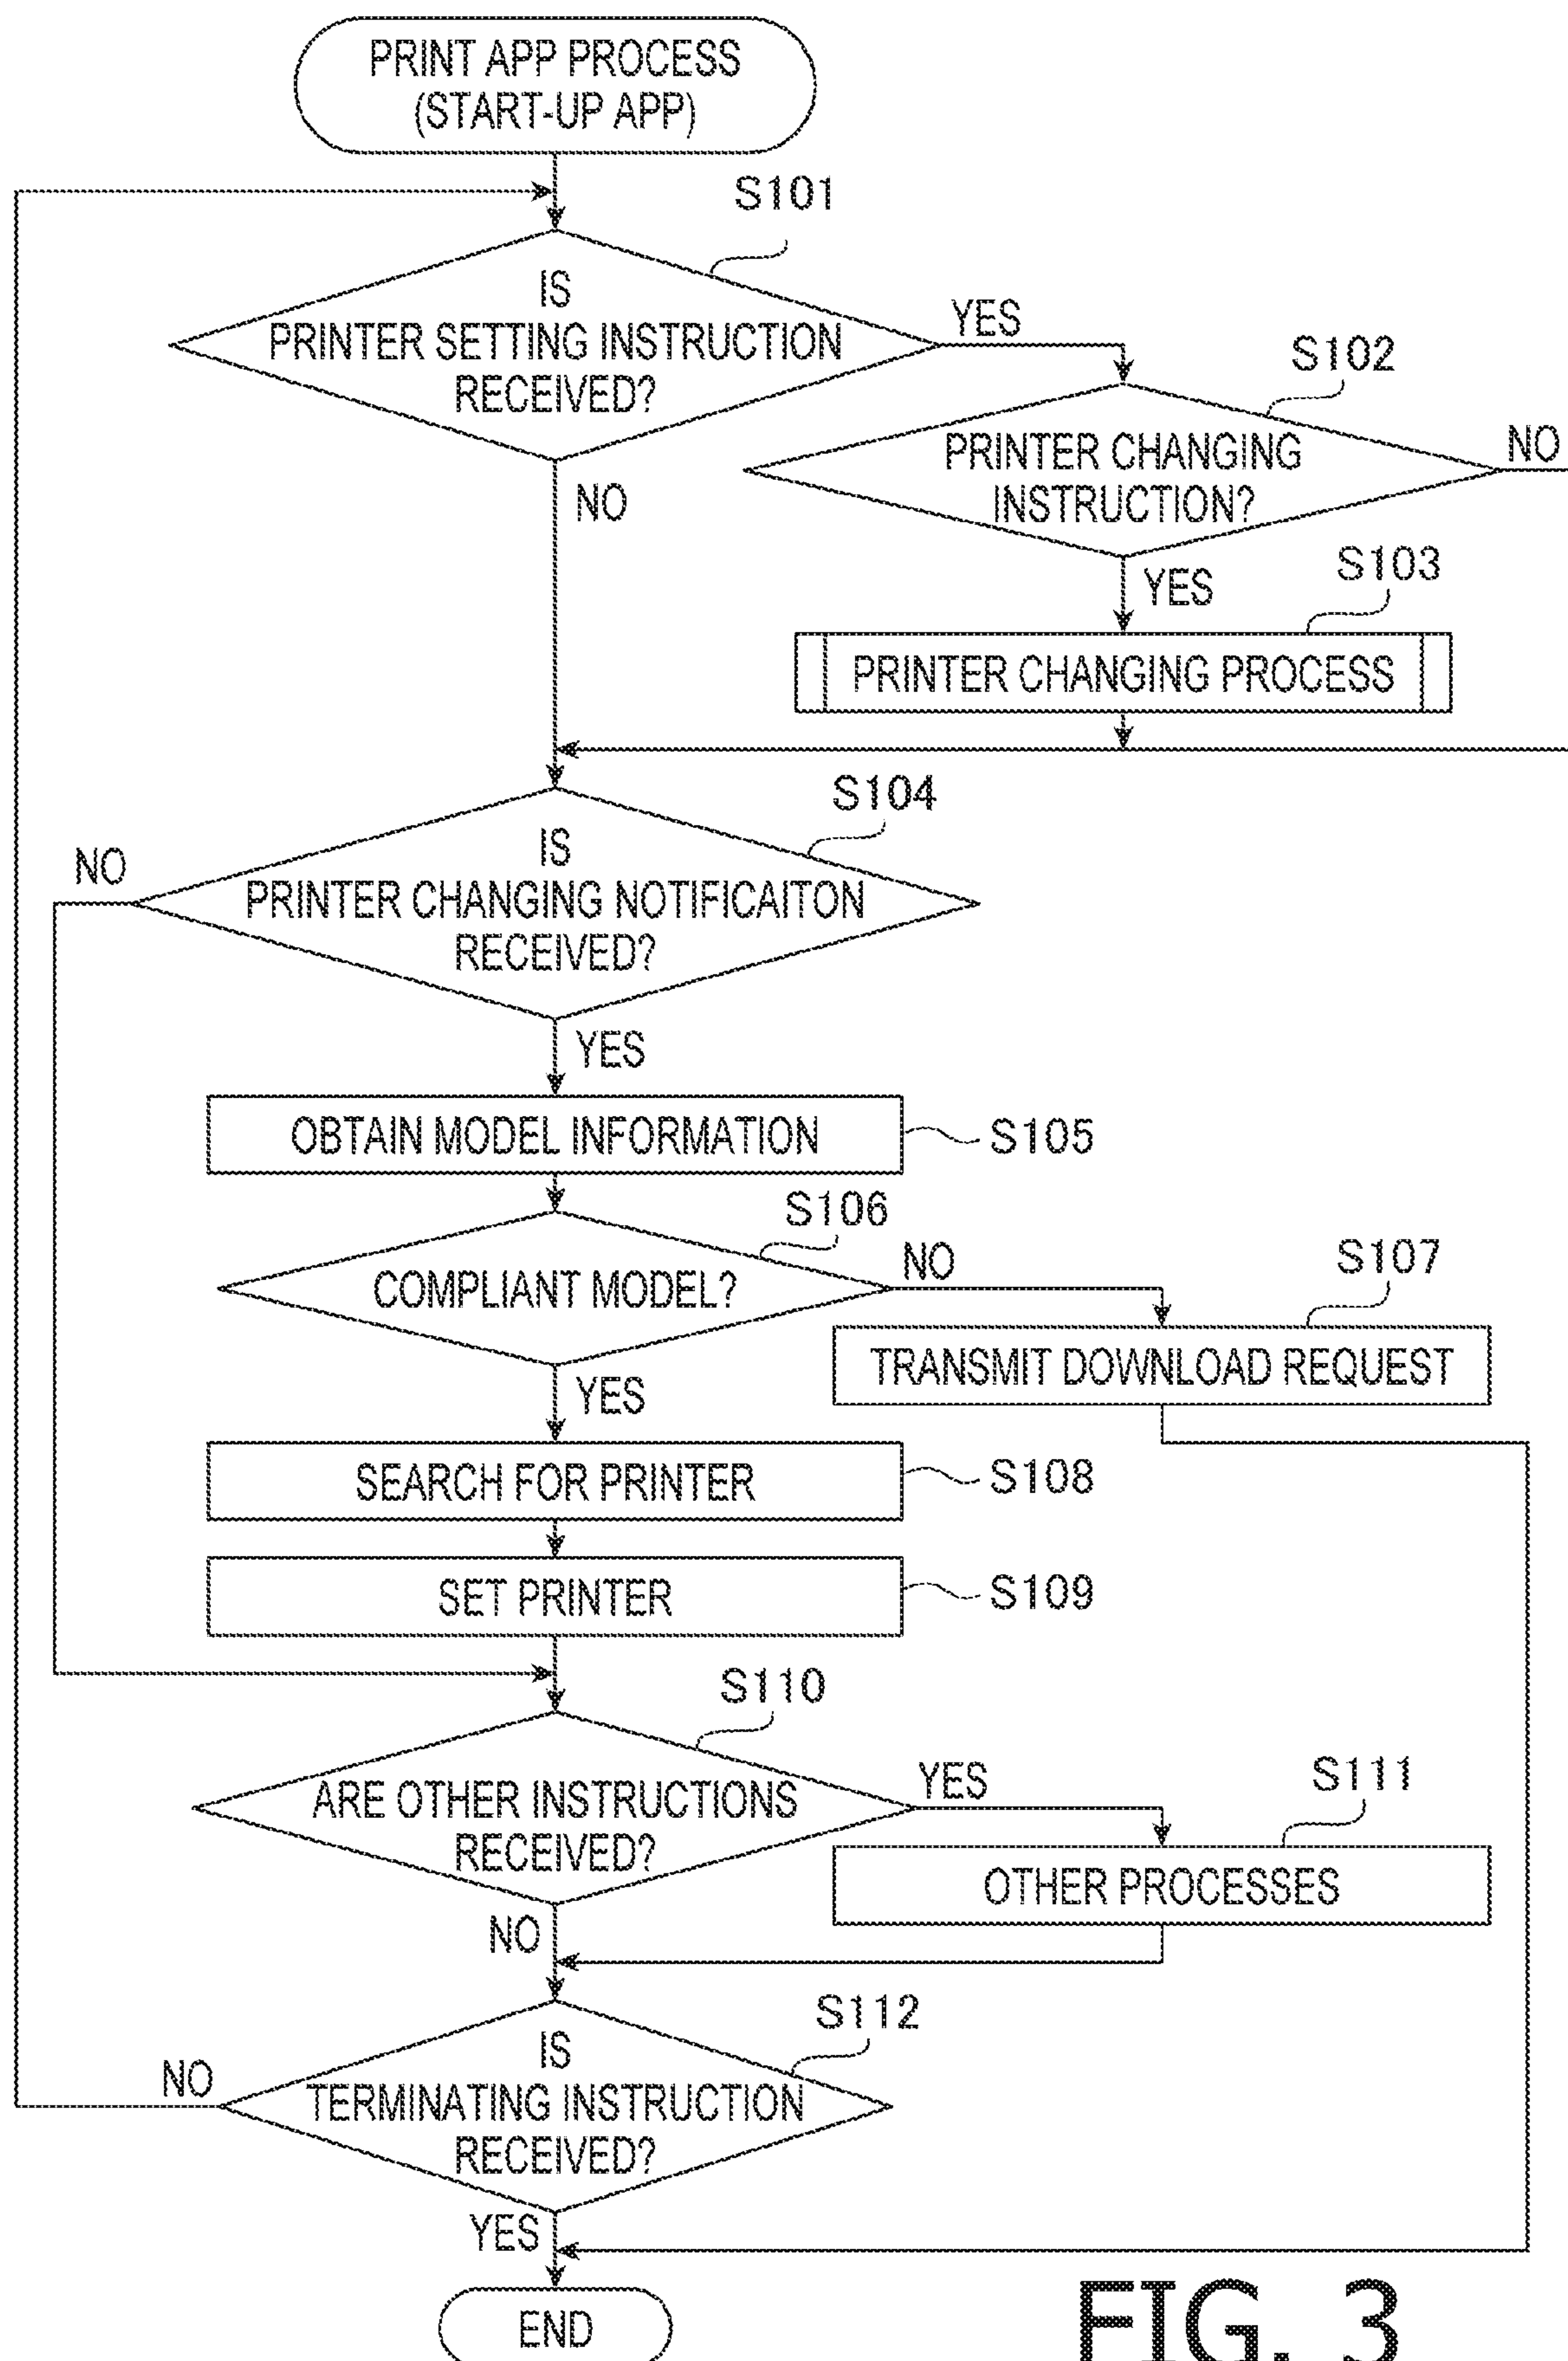 PRINT APP PROCESS
(START-UP APP)
S101
IS
PRINTER SETTING INSTRUCTION
RECEIVED?
YES
NO
S102
PRINTER CHANGING
INSTRUCTION?
NO
YES
S103
PRINTER CHANGING PROCESS
S104
IS
PRINTER CHANGING NOTIFICAITON
RECEIVED?
NO
YES
OBTAIN MODEL INFORMATION
S105
S106
COMPLIANT MODEL?
NO
YES
S107
TRANSMIT DOWNLOAD REQUEST
SEARCH FOR PRINTER
S108
SET PRINTER
S109
S110
ARE OTHER INSTRUCTIONS
RECEIVED?
YES
NO
S111
OTHER PROCESSES
S112
IS
TERMINATING INSTRUCTION
RECEIVED?
NO
YES
END
FIG. 3